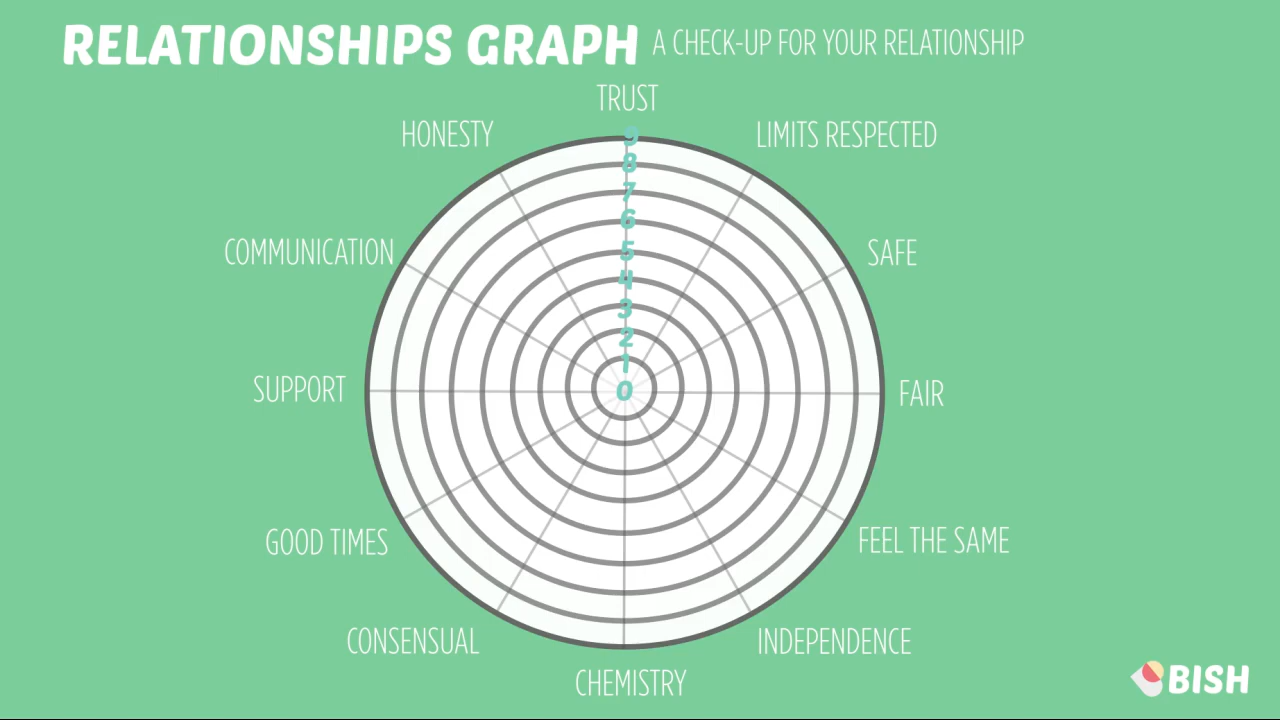 RELATIONSHIPS GRAPH A CHECK-UP FOR YOUR RELATIONSHIP
TRUST
HONESTY
LIMITS RESPECTED
COMMUNICATION
SAFE
SUPPORT
FAIR
GOOD TIMES
FEEL THE SAME
CONSENSUAL
INDEPENDENCE
CHEMISTRY
9
8
7
6
5
4
3
2
1
0
BISH